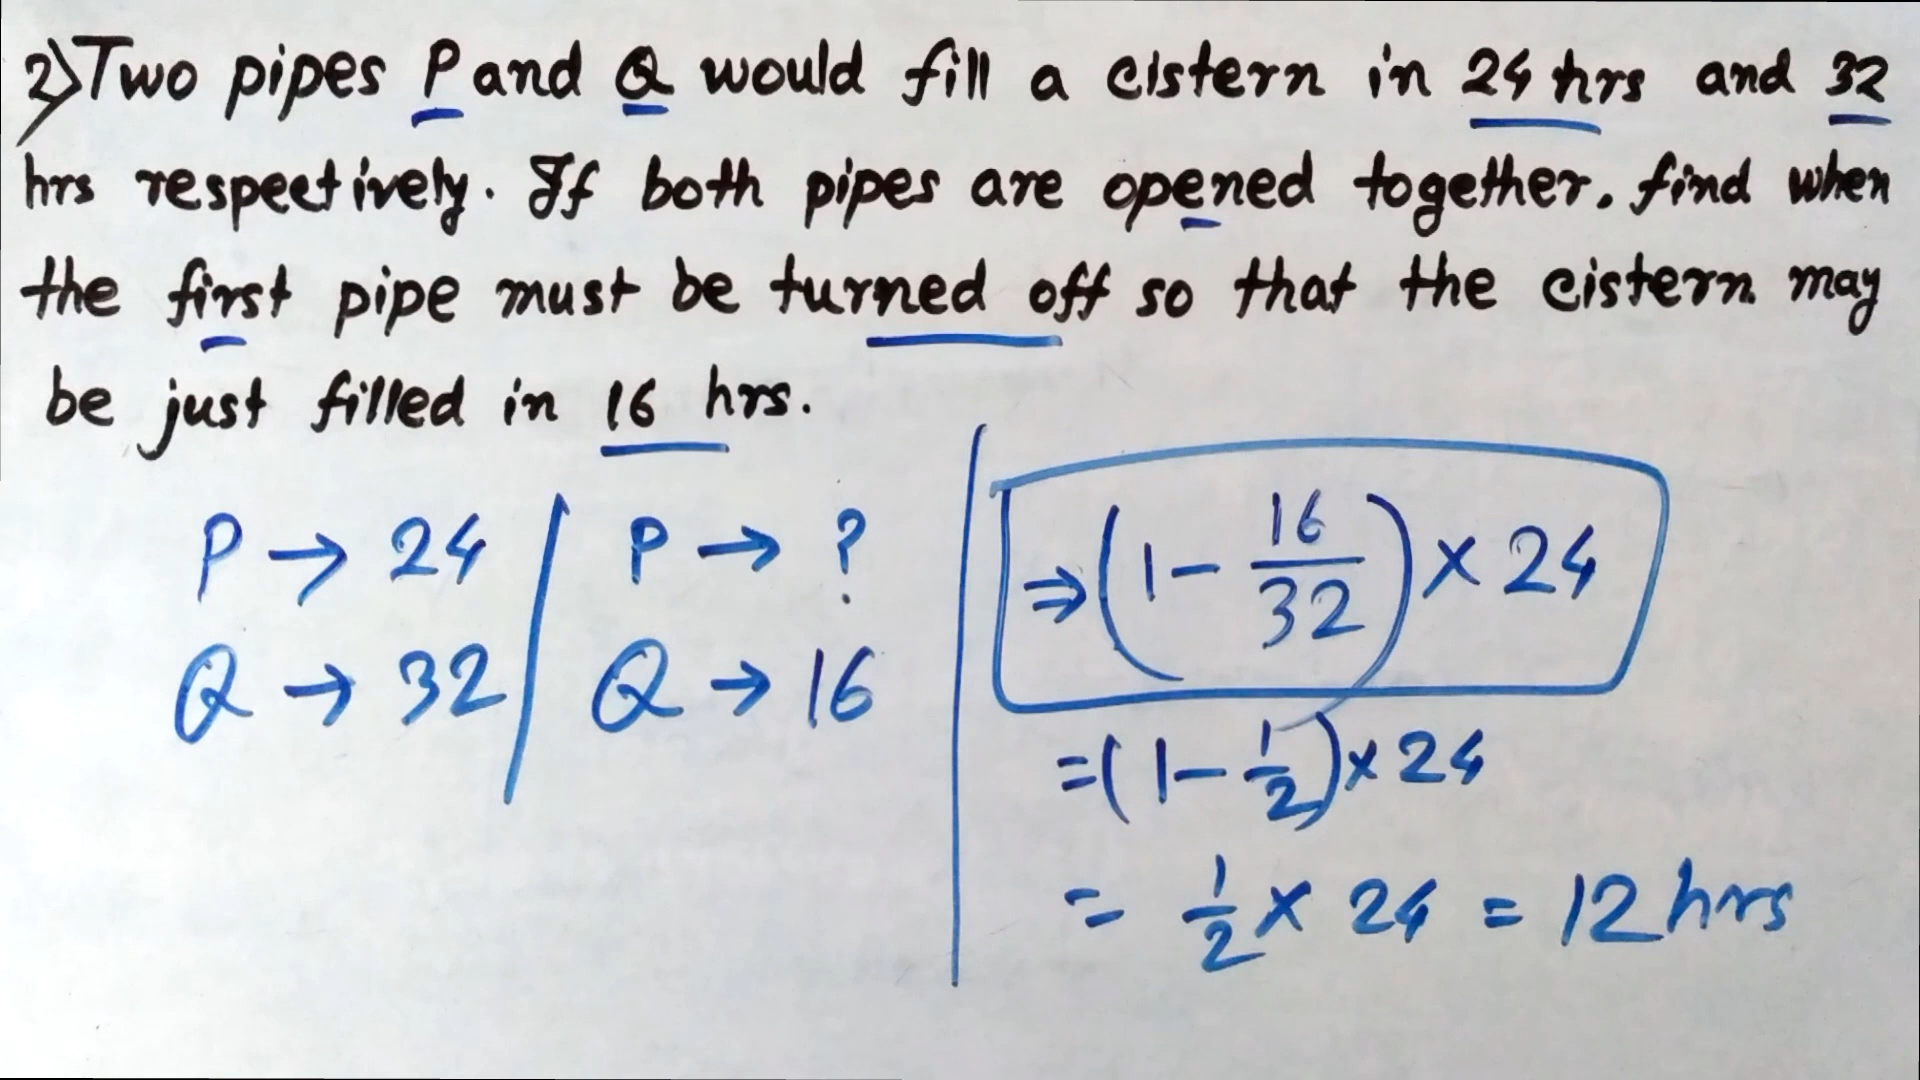 2) Two pipes P and Q would fill a cistern in 24 hrs and 32
hrs respectively. If both pipes are opened together. find when
the first pipe must be turned off so that the cistern may
be just filled in 16 hrs.
P → 24
Q → 32
P → ?
Q → 16
⇒ (1 - 16/32) × 24
= (1 - 1/2) × 24
= 1/2 × 24 = 12 hrs